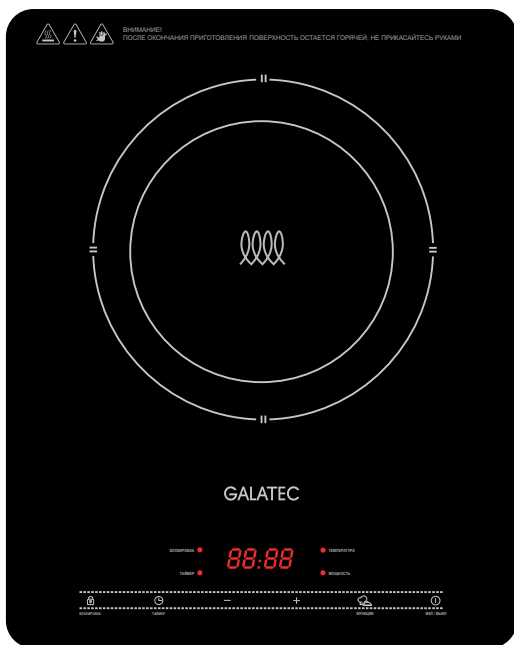 ВНИМАНИЕ!
ПОСЛЕ ОКОНЧАНИЯ ПРИГОТОВЛЕНИЯ ПОВЕРХНОСТЬ ОСТАЕТСЯ ГОРЯЧЕЙ, НЕ ПРИКАСАЙТЕСЬ РУКАМИ
GALATEC
БЛОКИРОВКА 88:88 ТЕМПЕРАТУРА
ТАЙМЕР МОЩНОСТЬ
− +
БЛОКИРОВКА ТАЙМЕР ФУНКЦИИ ВКЛ / ВЫКЛ